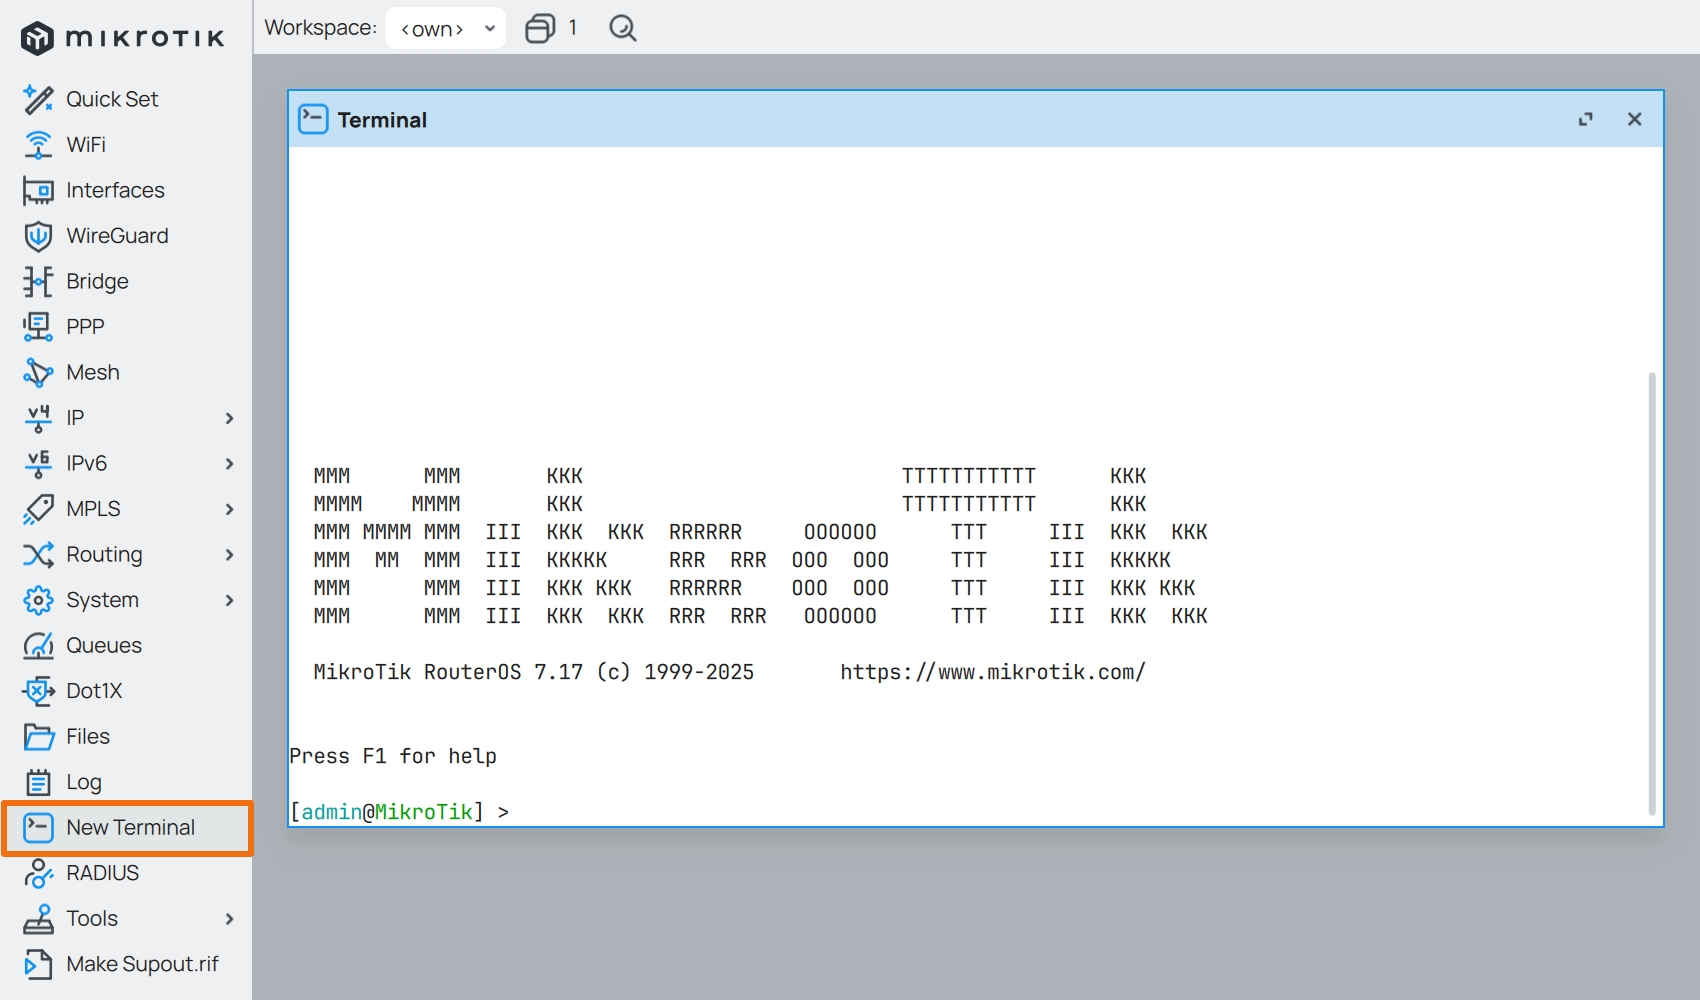 mikrotik
Workspace: <own> 1
Quick Set
WiFi
Interfaces
WireGuard
Bridge
PPP
Mesh
v4 IP
v6 IPv6
MPLS
Routing
System
Queues
Dot1X
Files
Log
New Terminal
RADIUS
Tools
Make Supout.rif
Terminal
MMM      MMM       KKK                          TTTTTTTTTTT      KKK
MMMM    MMMM       KKK                          TTTTTTTTTTT      KKK
MMM MMMM MMM  III  KKK  KKK  RRRRRR     OOOOOO      TTT     III  KKK  KKK
MMM  MM  MMM  III  KKKKK     RRR  RRR  OOO  OOO     TTT     III  KKKKK
MMM      MMM  III  KKK KKK   RRRRRR    OOO  OOO     TTT     III  KKK KKK
MMM      MMM  III  KKK  KKK  RRR  RRR   OOOOOO      TTT     III  KKK  KKK
MikroTik RouterOS 7.17 (c) 1999-2025       https://www.mikrotik.com/
Press F1 for help
[admin@MikroTik] >